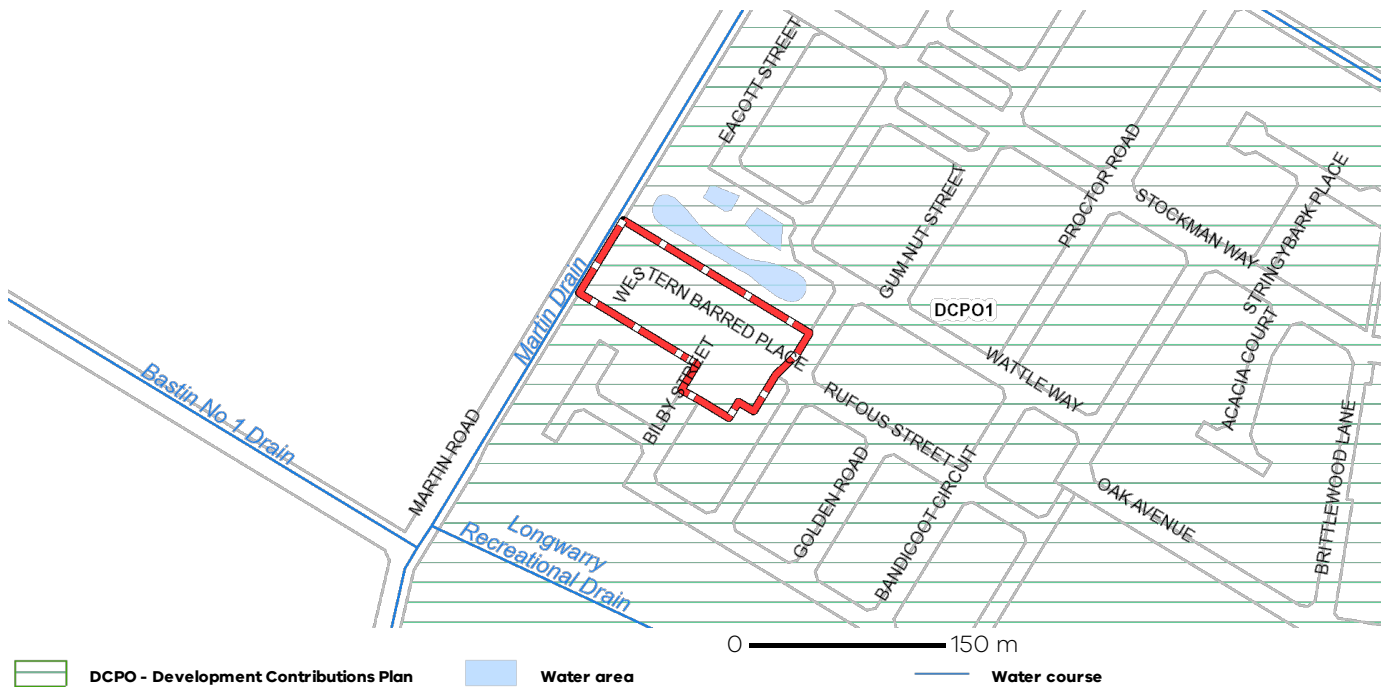 EACOTT STREET
GUM NUT STREET
PROCTOR ROAD
STOCKMAN WAY
STRINGYBARK PLACE
Martin Drain
WESTERN BARRED PLACE
DCPO1
BILBY STREET
WATTLE WAY
ACACIA COURT
Bastin No 1 Drain
MARTIN ROAD
RUFOUS STREET
GOLDEN ROAD
BANDICOOT CIRCUIT
OAK AVENUE
BRITTLEWOOD LANE
Longwarry
Recreational Drain
0 150 m
DCPO - Development Contributions Plan
Water area
Water course